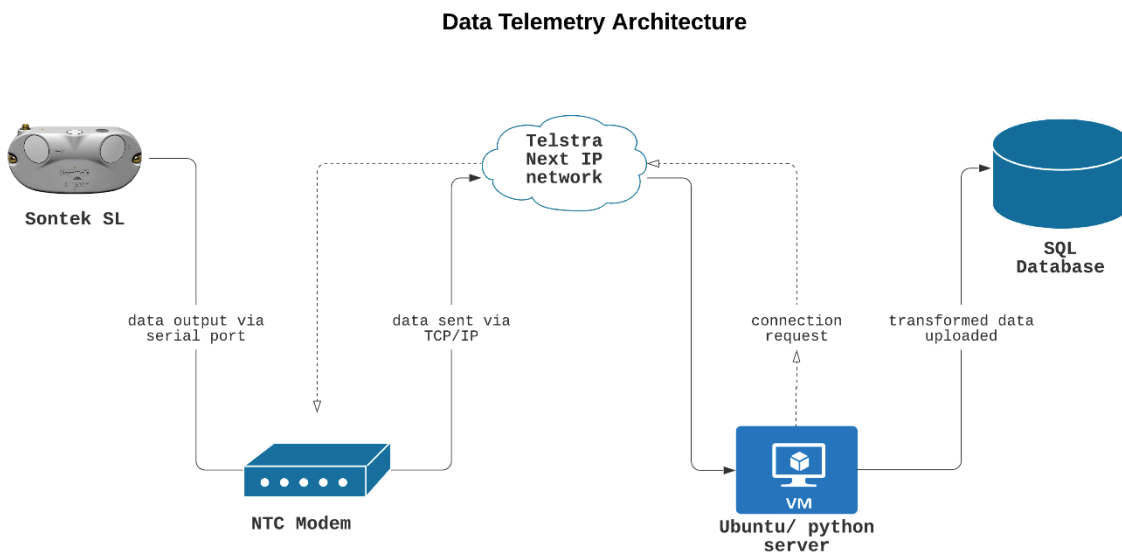 Data Telemetry Architecture
Telstra
Next IP
network
Sontek SL
SQL
Database
data output via
serial port
data sent via
TCP/IP
connection
request
transformed data
uploaded
VM
NTC Modem
Ubuntu/ python
server